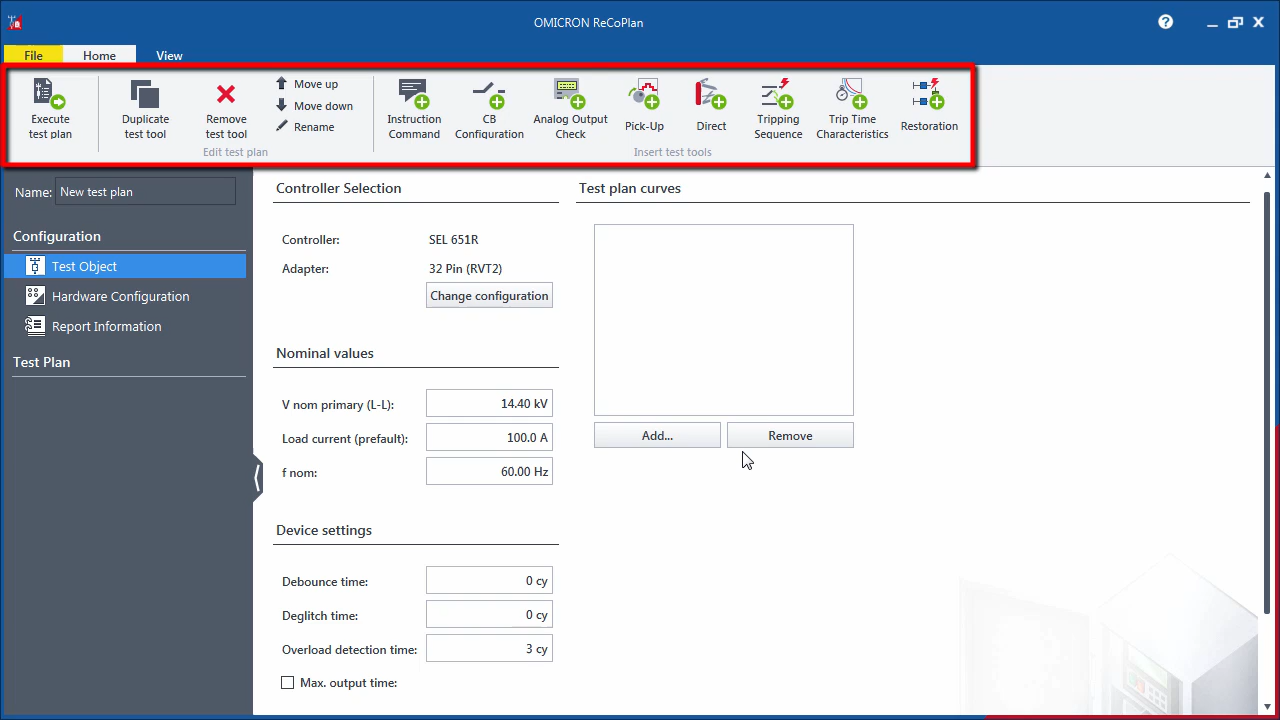 OMICRON ReCoPlan
File Home View
Execute test plan
Duplicate test tool
Remove test tool
Move up
Move down
Rename
Edit test plan
Instruction Command
CB Configuration
Analog Output Check
Pick-Up
Direct
Tripping Sequence
Trip Time Characteristics
Restoration
Insert test tools
Name: New test plan
Configuration
Test Object
Hardware Configuration
Report Information
Test Plan
Controller Selection
Controller: SEL 651R
Adapter: 32 Pin (RVT2)
Change configuration
Nominal values
V nom primary (L-L): 14.40 kV
Load current (prefault): 100.0 A
f nom: 60.00 Hz
Device settings
Debounce time: 0 cy
Deglitch time: 0 cy
Overload detection time: 3 cy
Max. output time:
Test plan curves
Add... Remove